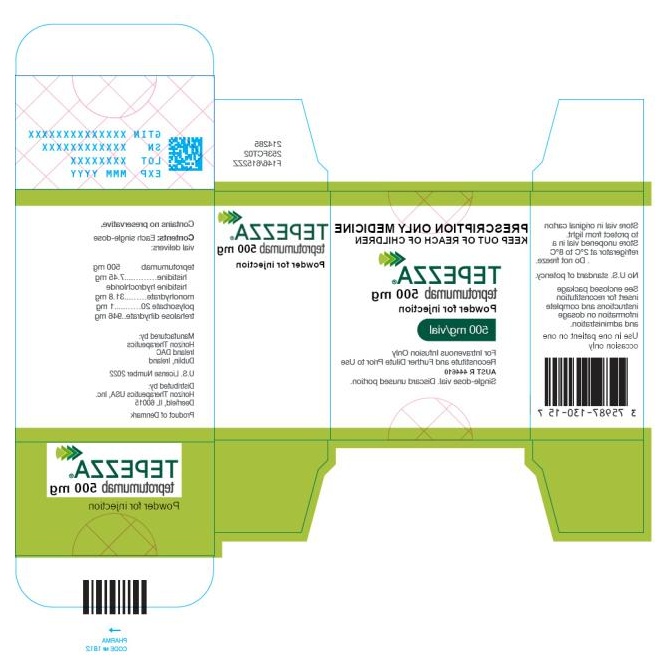 GTIN XXXXXXXXXXXXXX
SN XXXXXXXXXXXX
LOT XXXXXXX
EXP MMM YYYY
214285
253FCT02
Contains no preservative.
Contents: Each single-dose
vial delivers:
teprotumumab 500 mg
histidine............7.45 mg
histidine hydrochloride
monohydrate........31.8 mg
polysorbate 20..........1 mg
trehalose dihydrate..946 mg
Manufactured by:
Horizon Therapeutics
Ireland DAC
Dublin, Ireland
U.S. License Number 2022
Distributed by:
Horizon Therapeutics USA, Inc.
Deerfield, IL 60015
Product of Denmark
TEPEZZA®
teprotumumab 500 mg
Powder for injection
PRESCRIPTION ONLY MEDICINE
KEEP OUT OF REACH OF CHILDREN
TEPEZZA®
teprotumumab 500 mg
Powder for injection
500 mg/vial
For Intravenous Infusion Only
Reconstitute and Further Dilute Prior to Use
AUST R 444610
Single-dose vial. Discard unused portion.
Store vial in original carton
to protect from light.
Store unopened vial in a
refrigerator at 2°C to 8°C
. Do not freeze.
No U.S. standard of potency.
See enclosed package
insert for reconstitution
instructions and complete
information on dosage
and administration.
Use in one patient on one
occasion only
3 75987-130-15 7
TEPEZZA®
teprotumumab 500 mg
Powder for injection
PHARMA
CODE № 1812